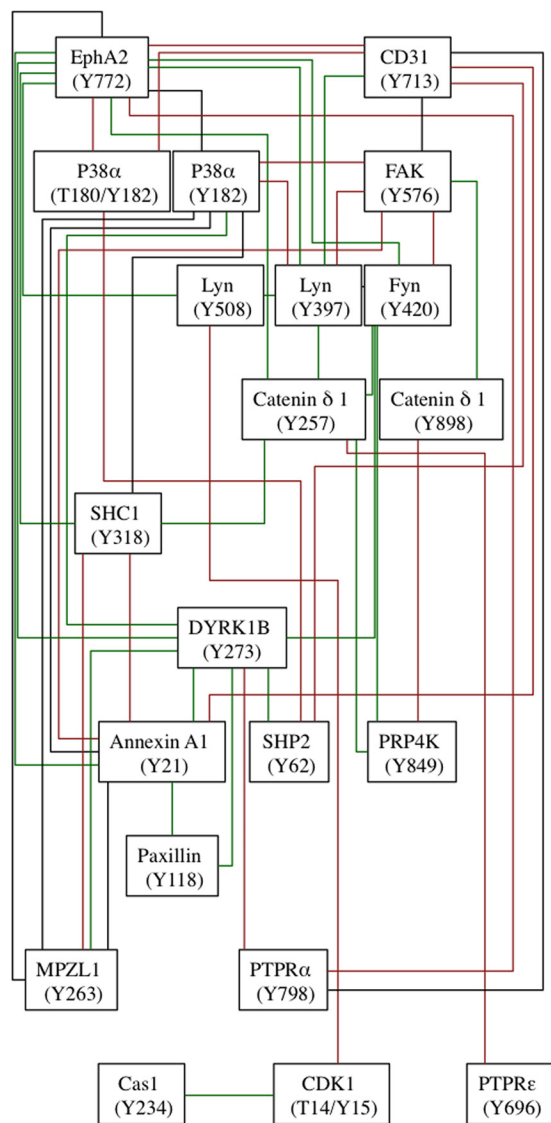 EphA2
(Y772)
CD31
(Y713)
P38α
(T180/Y182)
P38α
(Y182)
FAK
(Y576)
Lyn
(Y508)
Lyn
(Y397)
Fyn
(Y420)
Catenin δ 1
(Y257)
Catenin δ 1
(Y898)
SHC1
(Y318)
DYRK1B
(Y273)
Annexin A1
(Y21)
SHP2
(Y62)
PRP4K
(Y849)
Paxillin
(Y118)
MPZL1
(Y263)
PTPRα
(Y798)
Cas1
(Y234)
CDK1
(T14/Y15)
PTPRε
(Y696)